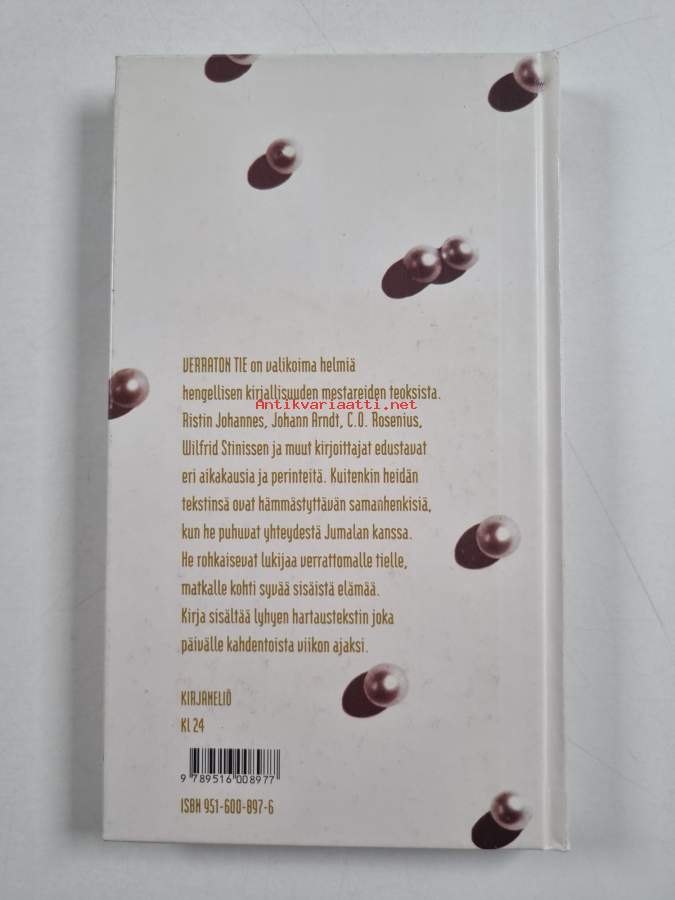 VERRATON TIE on valikoima helmiä
hengellisen kirjallisuuden mestareiden teoksista.
Antikvariaatti.net
Ristin Johannes, Johann Arndt, C.O. Rosenius,
Wilfrid Stinissen ja muut kirjoittajat edustavat
eri aikakausia ja perinteitä. Kuitenkin heidän
tekstinsä ovat hämmästyttävän samanhenkisiä,
kun he puhuvat yhteydestä Jumalan kanssa.
He rohkaisevat lukijaa verrattomalle tielle,
matkalle kohti syvää sisäistä elämää.
Kirja sisältää lyhyen hartaustekstin joka
päivälle kahdentoista viikon ajaksi.
KIRJANELIÖ
Kl 24
9 789516 008977
ISBN 951-600-897-6